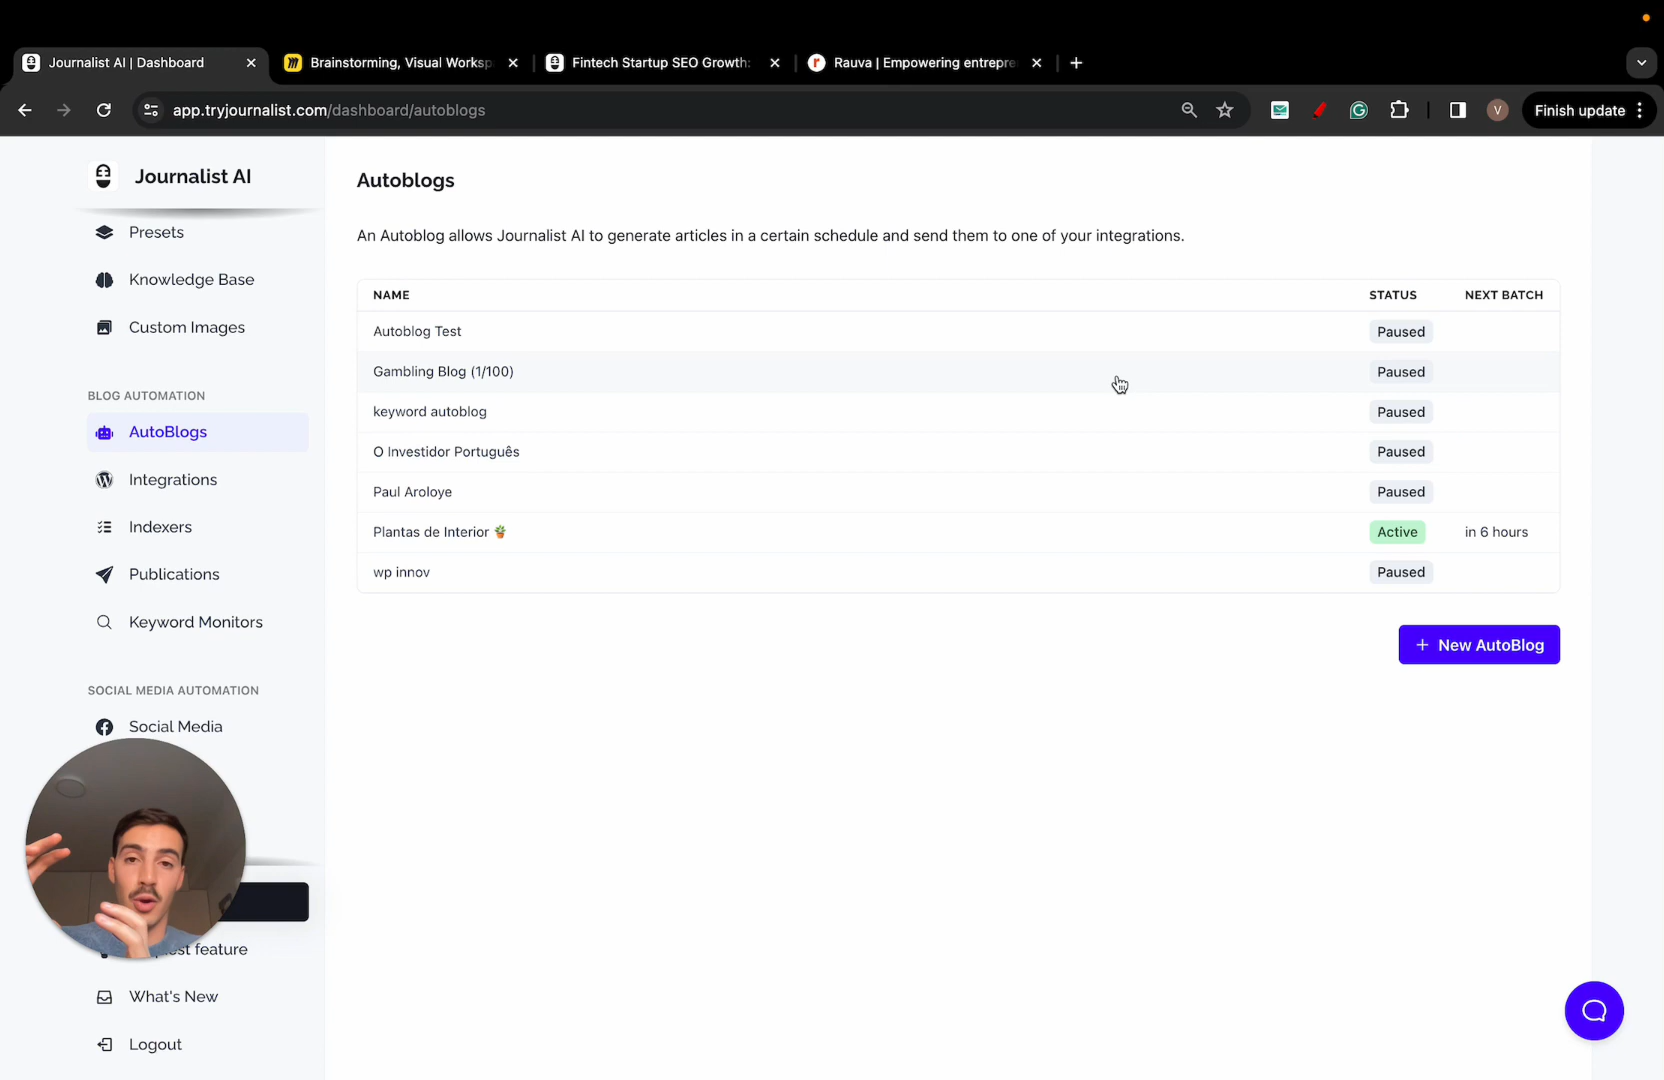 Journalist AI | Dashboard
Brainstorming, Visual Worksp
Fintech Startup SEO Growth:
Rauva | Empowering entrepre
app.tryjournalist.com/dashboard/autoblogs
V
Finish update
Journalist AI
Presets
Knowledge Base
Custom Images
BLOG AUTOMATION
AutoBlogs
Integrations
Indexers
Publications
Keyword Monitors
SOCIAL MEDIA AUTOMATION
Social Media
st feature
What's New
Logout
Autoblogs
An Autoblog allows Journalist AI to generate articles in a certain schedule and send them to one of your integrations.
NAME STATUS NEXT BATCH
Autoblog Test Paused
Gambling Blog (1/100) Paused
keyword autoblog Paused
O Investidor Português Paused
Paul Aroloye Paused
Plantas de Interior 🪴 Active in 6 hours
wp innov Paused
+ New AutoBlog